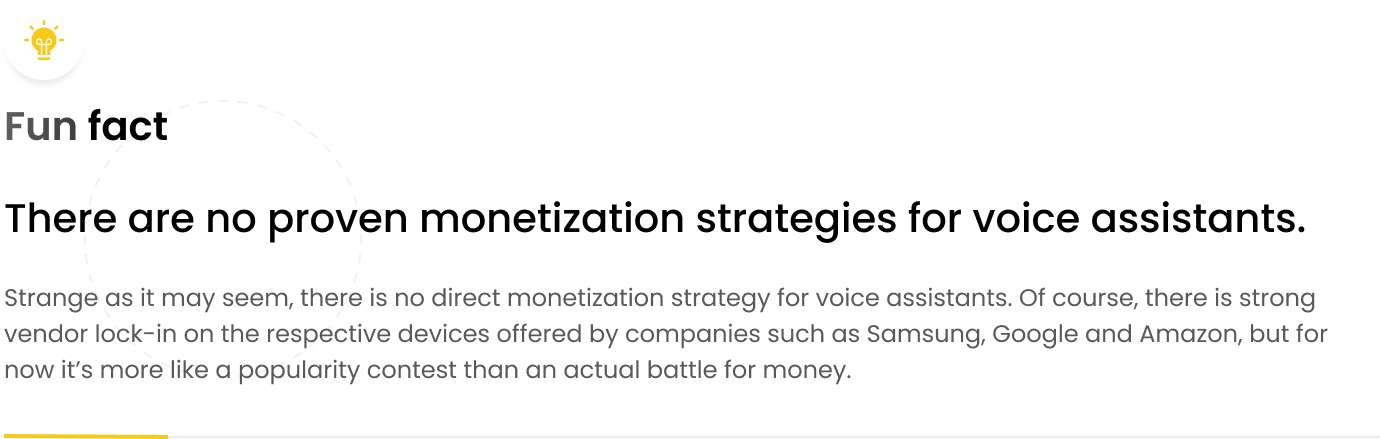 Fun fact
There are no proven monetization strategies for voice assistants.
Strange as it may seem, there is no direct monetization strategy for voice assistants. Of course, there is strong
vendor lock-in on the respective devices offered by companies such as Samsung, Google and Amazon, but for
now it’s more like a popularity contest than an actual battle for money.